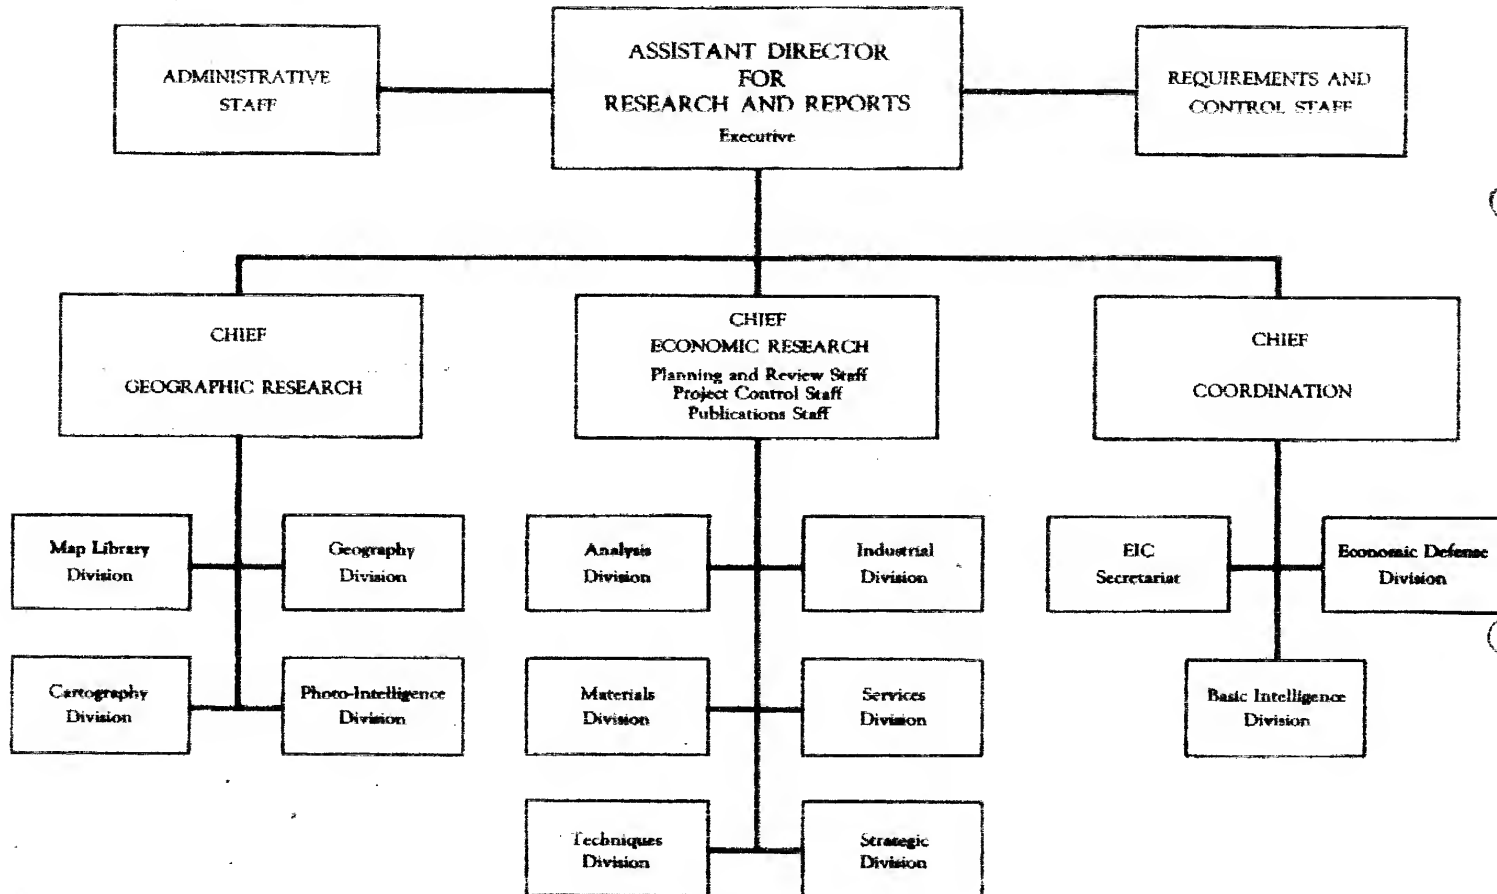 ADMINISTRATIVE
STAFF
ASSISTANT DIRECTOR
FOR
RESEARCH AND REPORTS
Executive
REQUIREMENTS AND
CONTROL STAFF
CHIEF
GEOGRAPHIC RESEARCH
CHIEF
ECONOMIC RESEARCH
Planning and Review Staff
Project Control Staff
Publications Staff
CHIEF
COORDINATION
Map Library
Division
Geography
Division
Cartography
Division
Photo-Intelligence
Division
Analysis
Division
Industrial
Division
Materials
Division
Services
Division
Techniques
Division
Strategic
Division
EIC
Secretariat
Economic Defense
Division
Basic Intelligence
Division